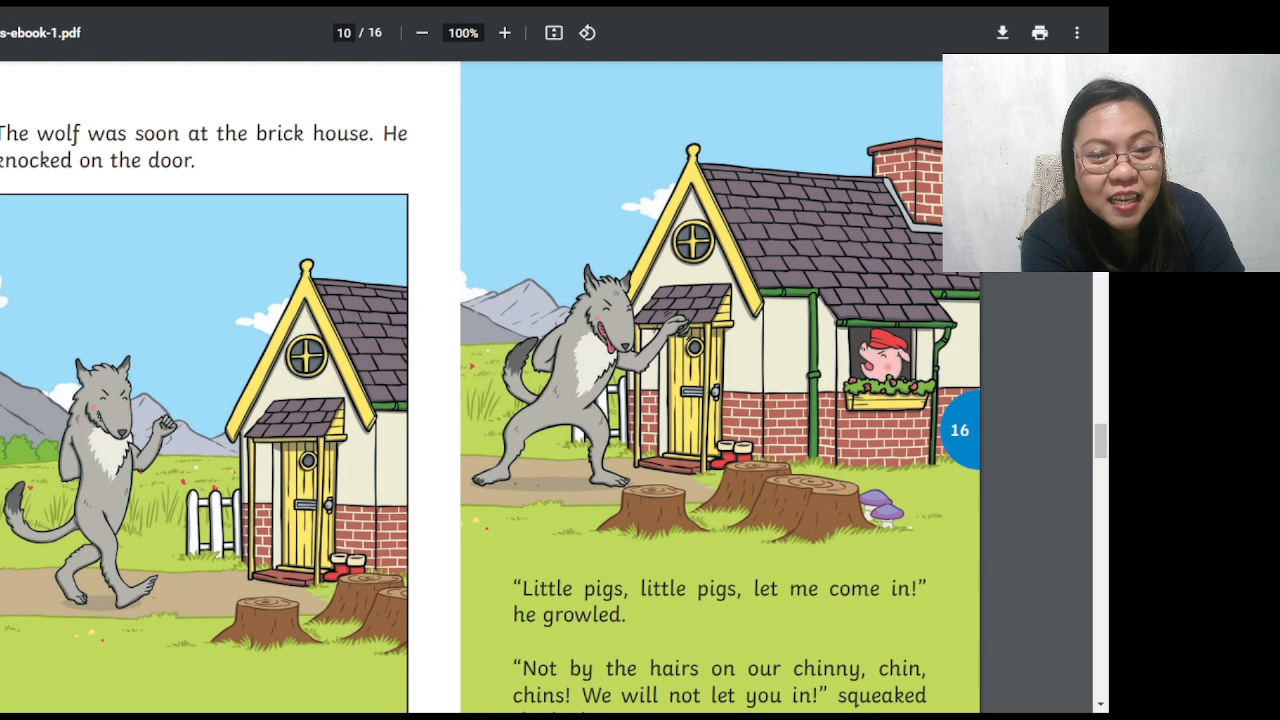 s-ebook-1.pdf
10 / 16
100%
The wolf was soon at the brick house. He
knocked on the door.
16
“Little pigs, little pigs, let me come in!”
he growled.
“Not by the hairs on our chinny, chin,
chins! We will not let you in!” squeaked